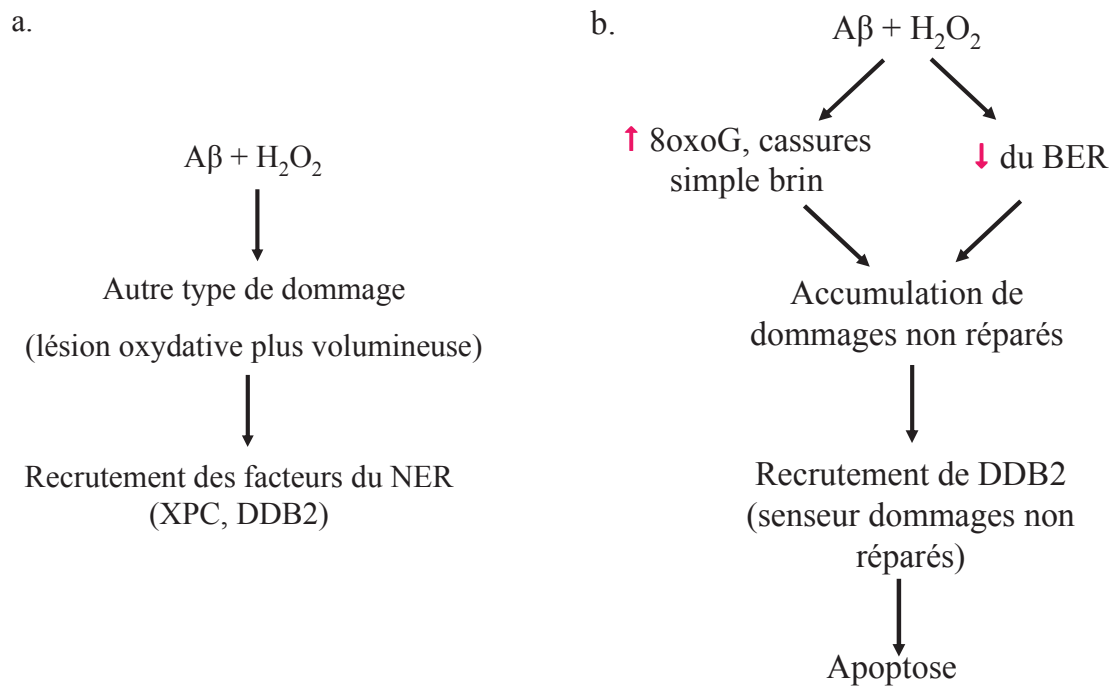 a.
Aβ + H₂O₂
Autre type de dommage
(lésion oxydative plus volumineuse)
Recrutement des facteurs du NER
(XPC, DDB2)
b.
Aβ + H₂O₂
↑ 8oxoG, cassures
simple brin
↓ du BER
Accumulation de
dommages non réparés
Recrutement de DDB2
(senseur dommages non
réparés)
Apoptose